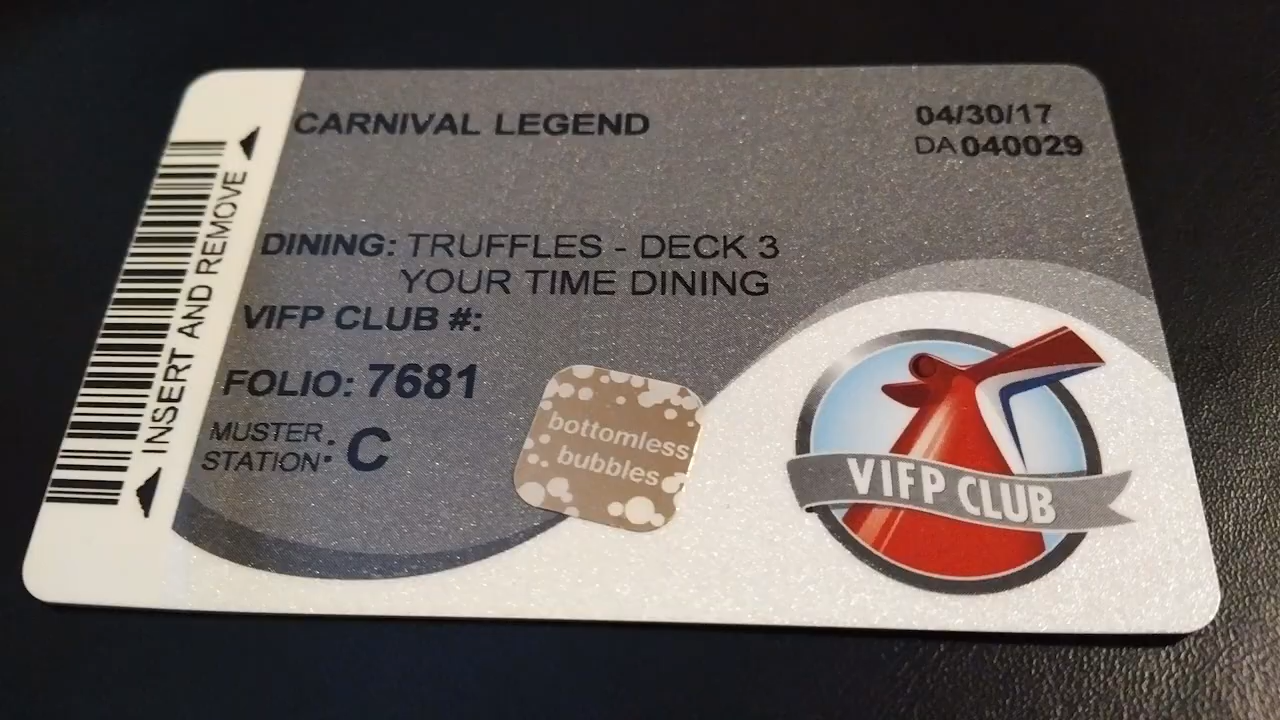 CARNIVAL LEGEND
04/30/17
DA 040029
DINING: TRUFFLES - DECK 3
YOUR TIME DINING
VIFP CLUB #:
FOLIO: 7681
MUSTER
STATION: C
INSERT AND REMOVE
bottomless
bubbles
VIFP CLUB